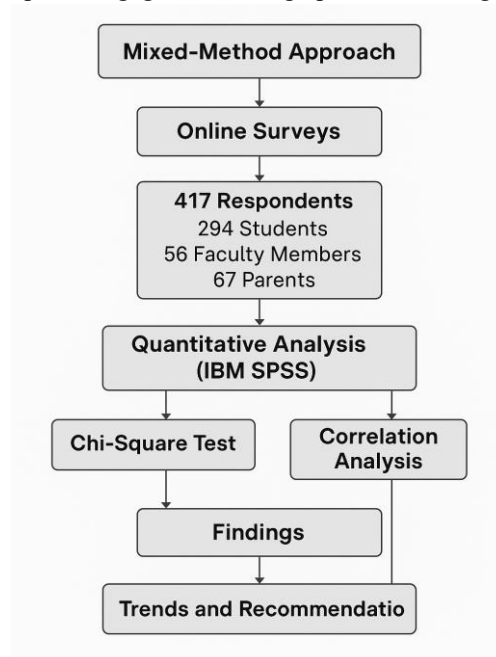 Mixed-Method Approach
Online Surveys
417 Respondents
294 Students
56 Faculty Members
67 Parents
Quantitative Analysis
(IBM SPSS)
Chi-Square Test
Correlation
Analysis
Findings
Trends and Recommendatio